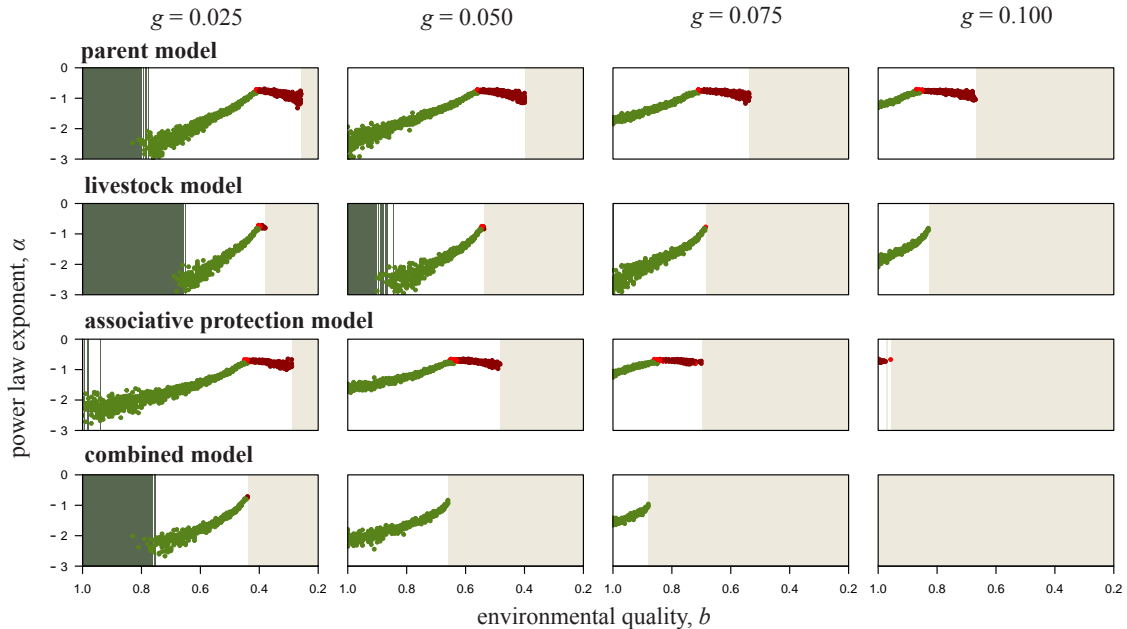 g = 0.025 g = 0.050 g = 0.075 g = 0.100
parent model
0
- 1
- 2
- 3
livestock model
0
- 1
- 2
- 3
associative protection model
0
- 1
- 2
- 3
combined model
0
- 1
- 2
- 3
power law exponent, α
1.0 0.8 0.6 0.4 0.2 1.0 0.8 0.6 0.4 0.2 1.0 0.8 0.6 0.4 0.2 1.0 0.8 0.6 0.4 0.2
environmental quality, b